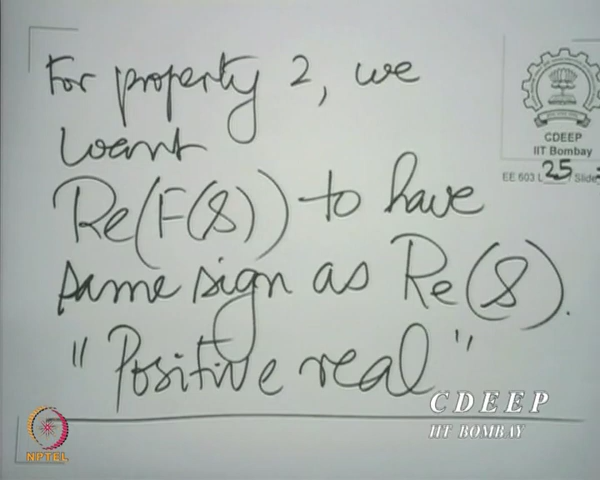 For property 2, we
want
Re(F(s)) to have
same sign as Re(s).
"Positive real"
CDEEP
IIT Bombay
EE 603 L 25 / Slide
CDEEP
IIT BOMBAY
NPTEL